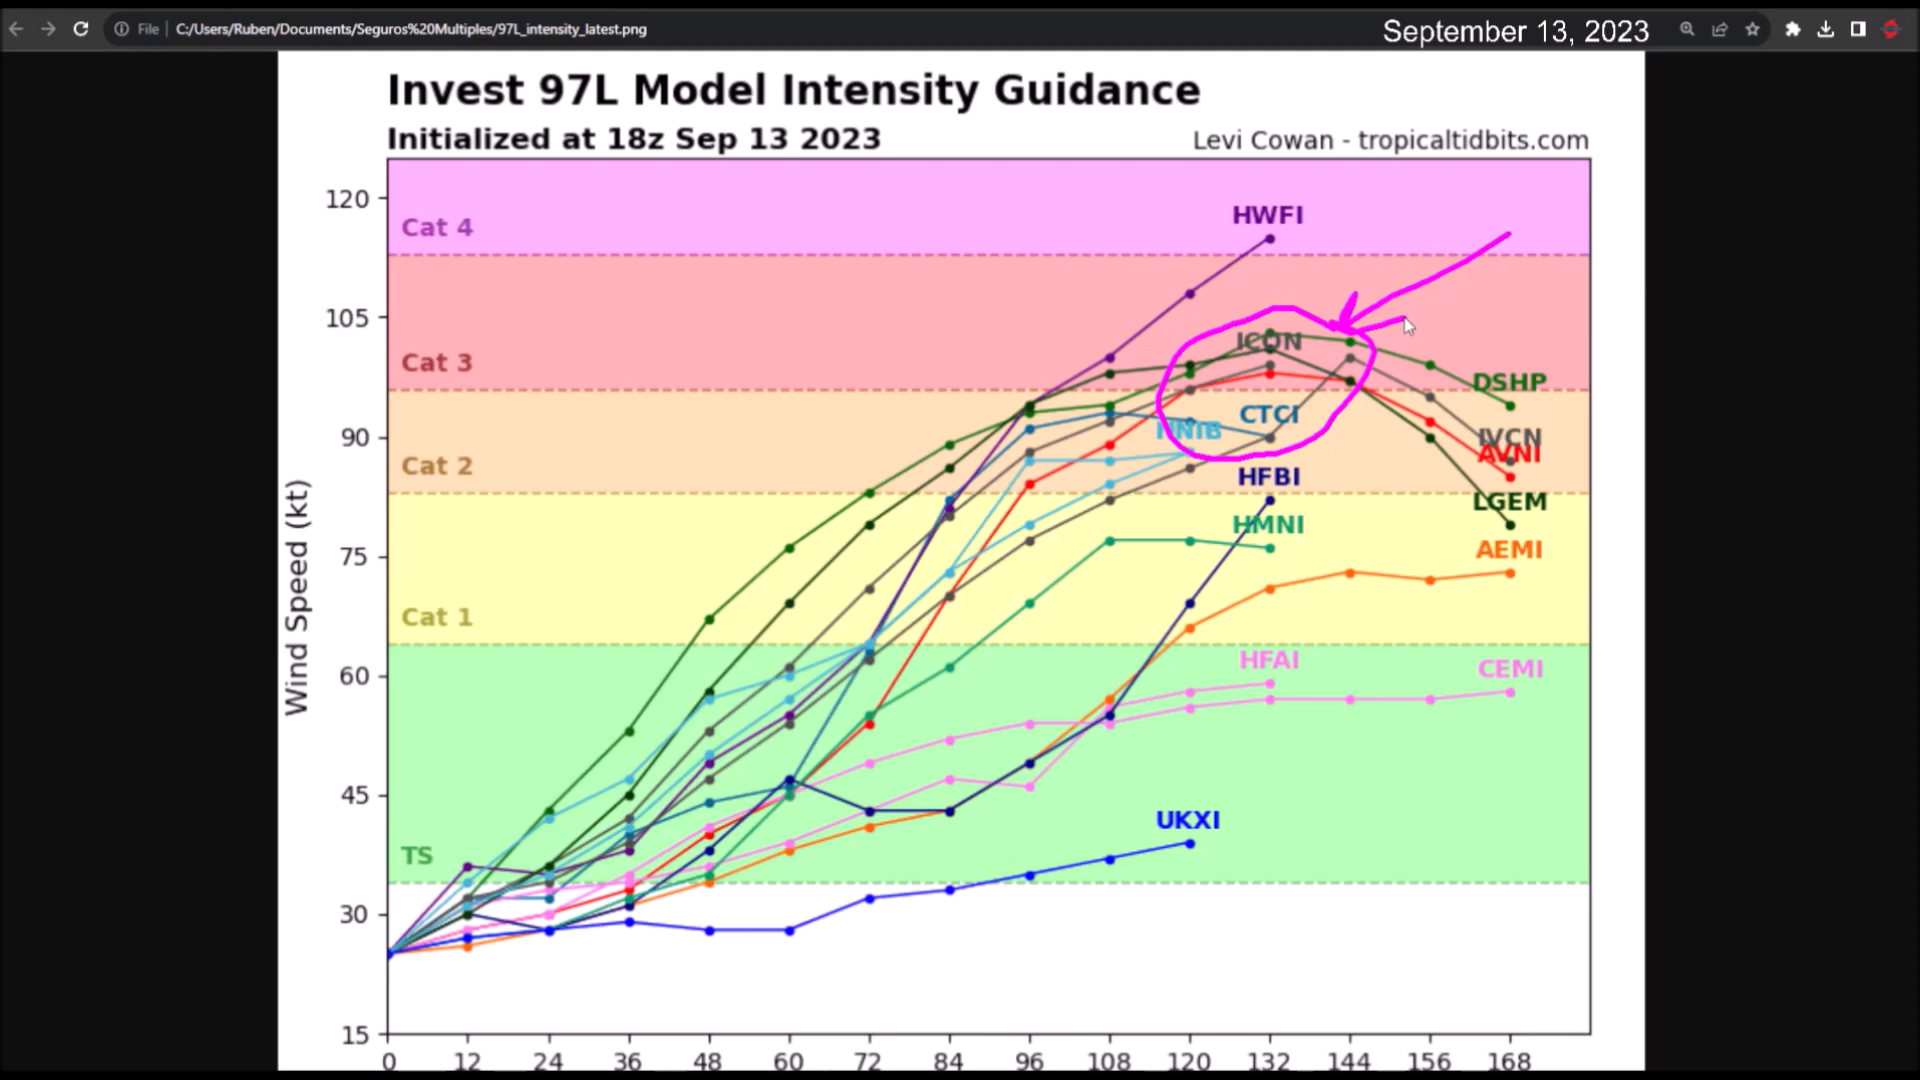 File C:/Users/Ruben/Documents/Seguros%20Multiples/97L_intensity_latest.png
September 13, 2023
Invest 97L Model Intensity Guidance
Initialized at 18z Sep 13 2023
Levi Cowan - tropicaltidbits.com
120
Cat 4
HWFI
105
ICON
Cat 3
DSHP
CTCI
90
NNIB
IVCN
AVNI
Cat 2
HFBI
LGEM
HMNI
75
AEMI
Cat 1
Wind Speed (kt)
60
HFAI
CEMI
45
UKXI
TS
30
15
0 12 24 36 48 60 72 84 96 108 120 132 144 156 168